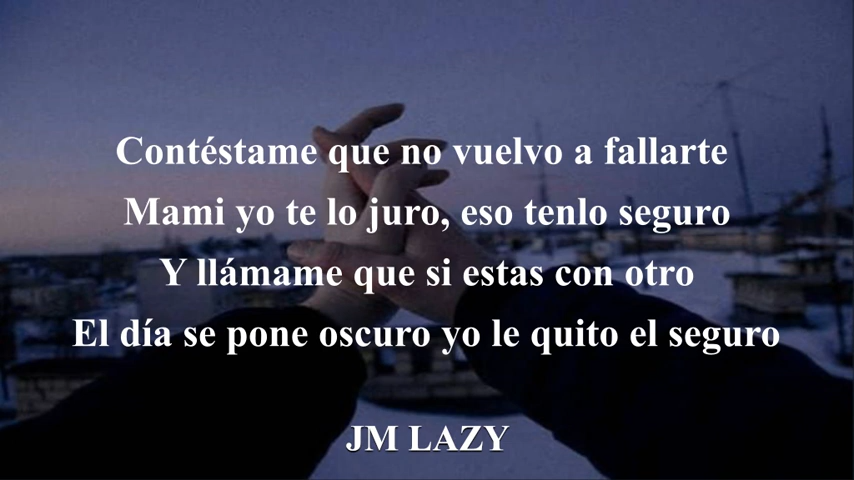 Contéstame que no vuelvo a fallarte
Mami yo te lo juro, eso tenlo seguro
Y llámame que si estas con otro
El día se pone oscuro yo le quito el seguro
JM LAZY